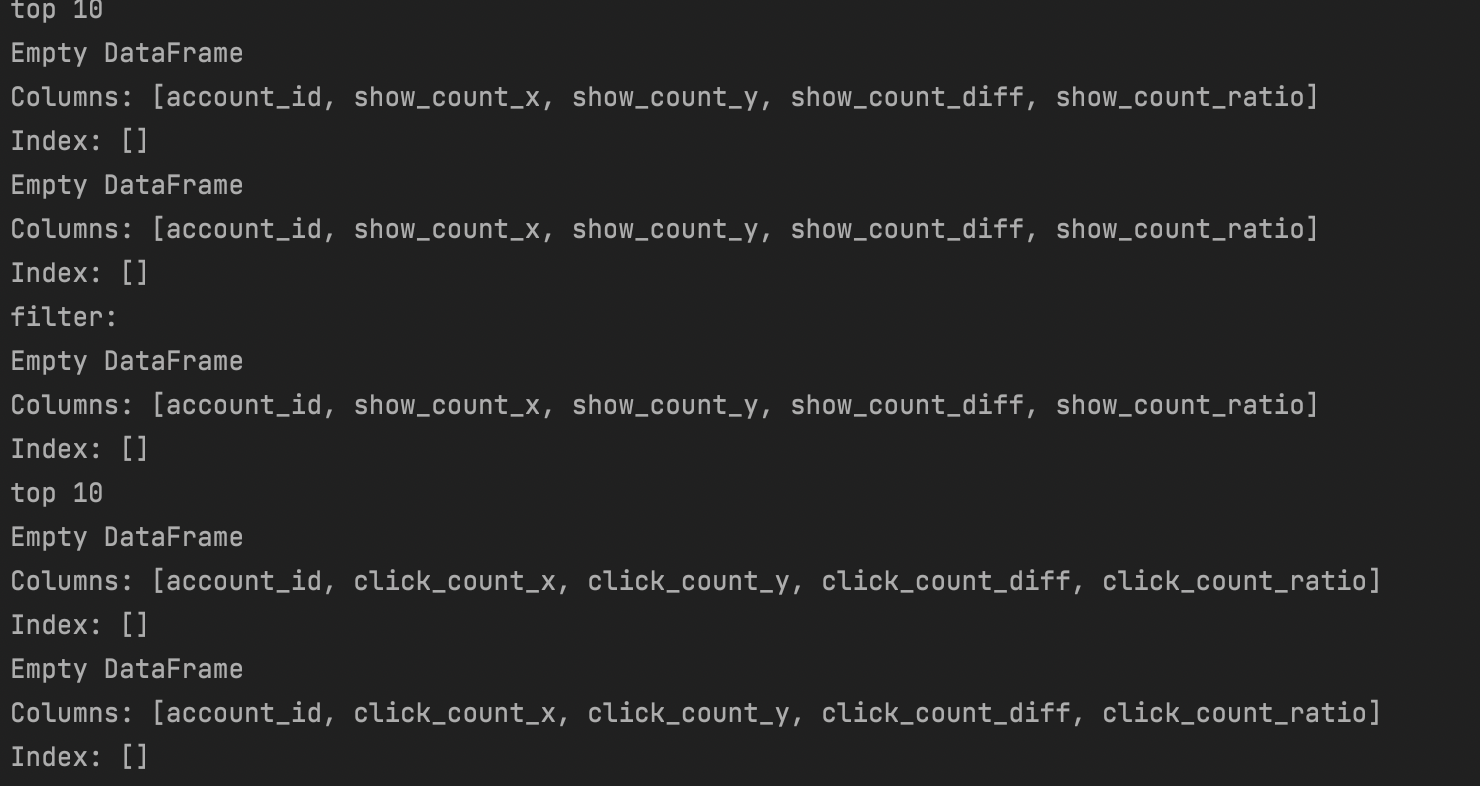 top 10
Empty DataFrame
Columns: [account_id, show_count_x, show_count_y, show_count_diff, show_count_ratio]
Index: []
Empty DataFrame
Columns: [account_id, show_count_x, show_count_y, show_count_diff, show_count_ratio]
Index: []
filter:
Empty DataFrame
Columns: [account_id, show_count_x, show_count_y, show_count_diff, show_count_ratio]
Index: []
top 10
Empty DataFrame
Columns: [account_id, click_count_x, click_count_y, click_count_diff, click_count_ratio]
Index: []
Empty DataFrame
Columns: [account_id, click_count_x, click_count_y, click_count_diff, click_count_ratio]
Index: []